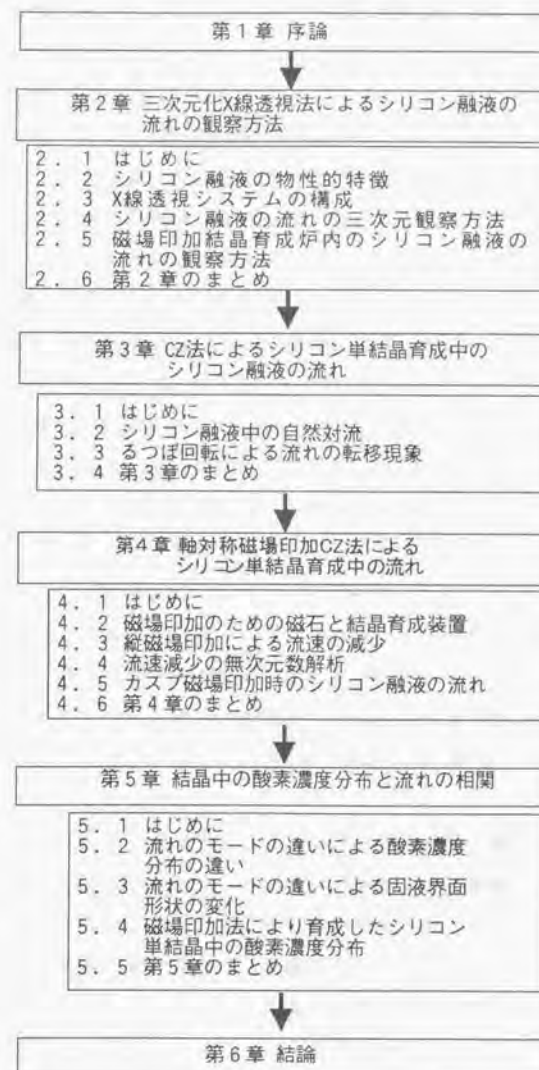 第1章 序論
第2章 三次元化X線透視法によるシリコン融液の
流れの観察方法
2．1 はじめに
2．2 シリコン融液の物性的特徴
2．3 X線透視システムの構成
2．4 シリコン融液の流れの三次元観察方法
2．5 磁場印加結晶育成炉内のシリコン融液の
流れの観察方法
2．6 第2章のまとめ
第3章 CZ法によるシリコン単結晶育成中の
シリコン融液の流れ
3．1 はじめに
3．2 シリコン融液中の自然対流
3．3 るつぼ回転による流れの転移現象
3．4 第3章のまとめ
第4章 軸対称磁場印加CZ法による
シリコン単結晶育成中の流れ
4．1 はじめに
4．2 磁場印加のための磁石と結晶育成装置
4．3 縦磁場印加による流速の減少
4．4 流速減少の無次元数解析
4．5 カスプ磁場印加時のシリコン融液の流れ
4．6 第4章のまとめ
第5章 結晶中の酸素濃度分布と流れの相関
5．1 はじめに
5．2 流れのモードの違いによる酸素濃度
分布の違い
5．3 流れのモードの違いによる固液界面
形状の変化
5．4 磁場印加法により育成したシリコン
単結晶中の酸素濃度分布
5．5 第5章のまとめ
第6章 結論